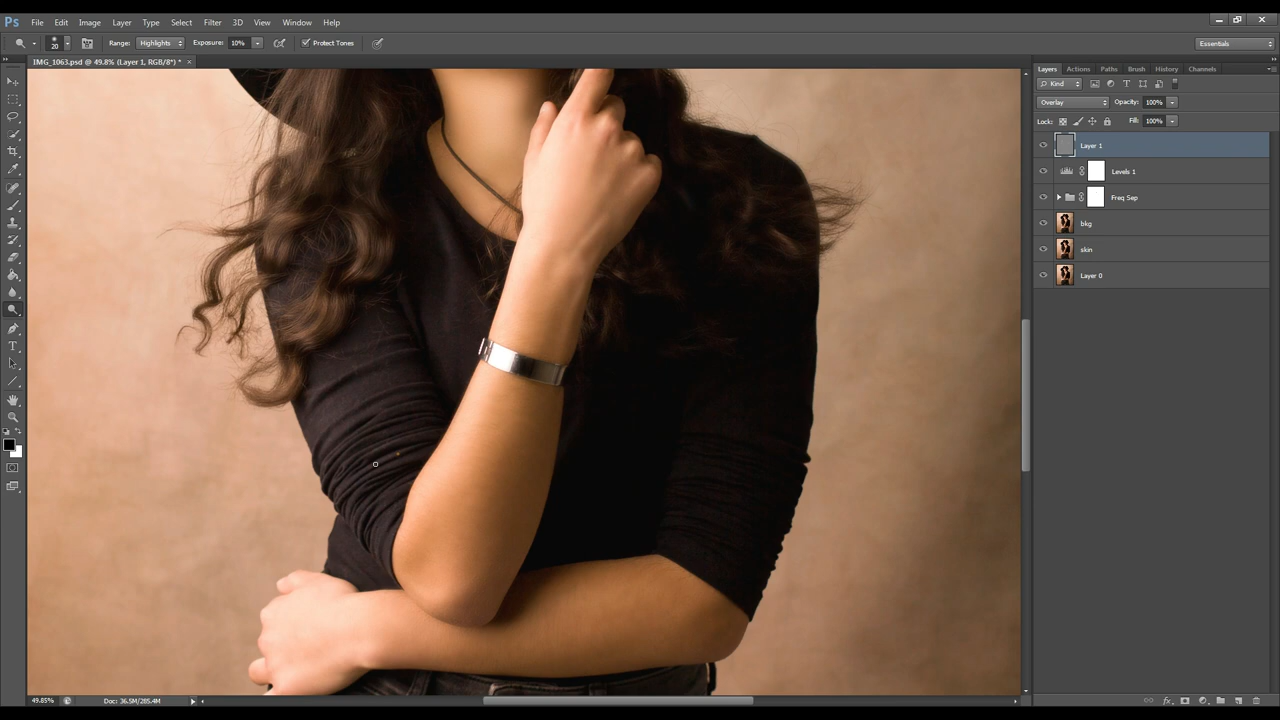 Ps File Edit Image Layer Type Select Filter 3D View Window Help
20 Range: Highlights Exposure: 10% Protect Tones Essentials
IMG_1063.psd @ 49.8% (Layer 1, RGB/8*) * ×
Layers Actions Paths Brush History Channels
Kind
Overlay Opacity: 100%
Lock: Fill: 100%
Layer 1
Levels 1
Freq Sep
bkg
skin
Layer 0
49.85% Doc: 36.5M/285.4M